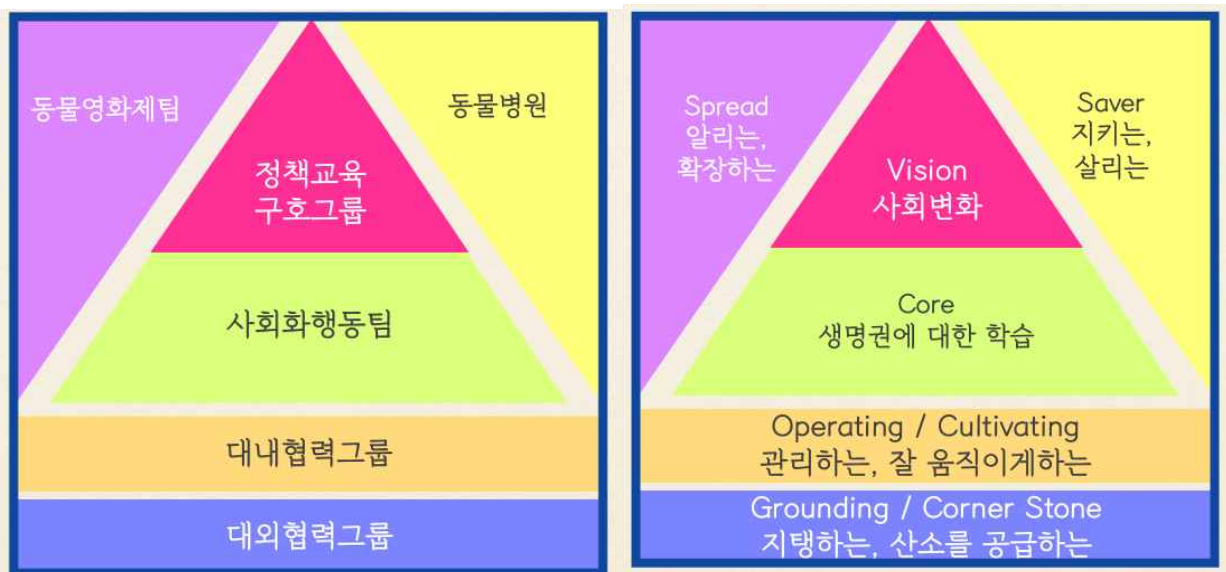 동물영화제팀
동물병원
정책교육
구호그룹
사회화행동팀
대내협력그룹
대외협력그룹
Spread
알리는,
확장하는
Saver
지키는,
살리는
Vision
사회변화
Core
생명권에 대한 학습
Operating / Cultivating
관리하는, 잘 움직이게하는
Grounding / Corner Stone
지탱하는, 산소를 공급하는